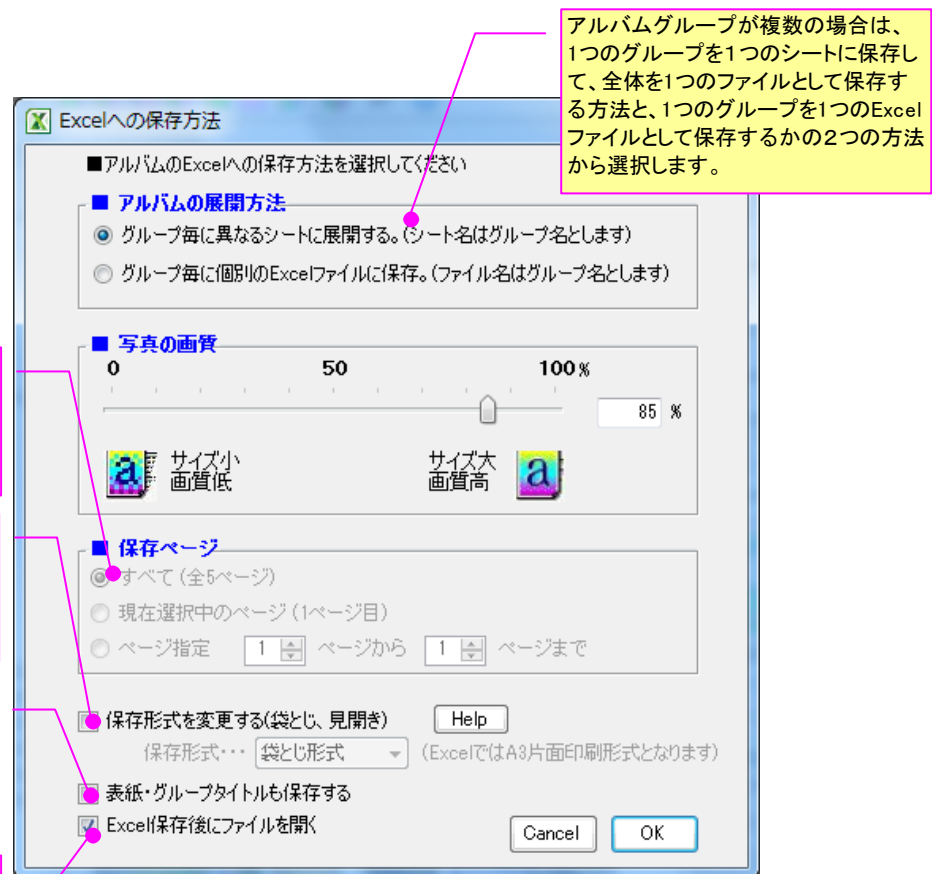 アルバムグループが複数の場合は、
1つのグループを1つのシートに保存し
て、全体を1つのファイルとして保存す
る方法と、1つのグループを1つのExcel
ファイルとして保存するかの2つの方法
から選択します。
Excelへの保存方法
■アルバムのExcelへの保存方法を選択してください
■ アルバムの展開方法
グループ毎に異なるシートに展開する。(シート名はグループ名とします)
グループ毎に個別のExcelファイルに保存。(ファイル名はグループ名とします)
■ 写真の画質
0 50 100%
85 %
サイズ小 サイズ大
画質低 画質高
■ 保存ページ
すべて (全5ページ)
現在選択中のページ (1ページ目)
ページ指定 1 ページから 1 ページまで
保存形式を変更する(袋とじ、見開き) Help
保存形式・・・ 袋とじ形式 (ExcelではA3片面印刷形式となります)
表紙・グループタイトルも保存する
Excel保存後にファイルを開く
Cancel OK